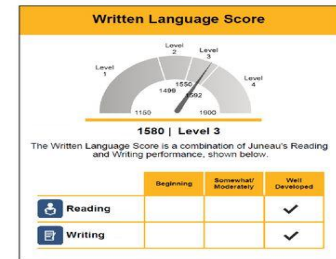 Written Language Score
Level
1
Level
2
Level
3
Level
4
1150
1499
1550
1592
1900
1580 | Level 3
The Written Language Score is a combination of Juneau's Reading
and Writing performance, shown below.
Beginning
Somewhat/
Moderately
Well
Developed
Reading
Writing